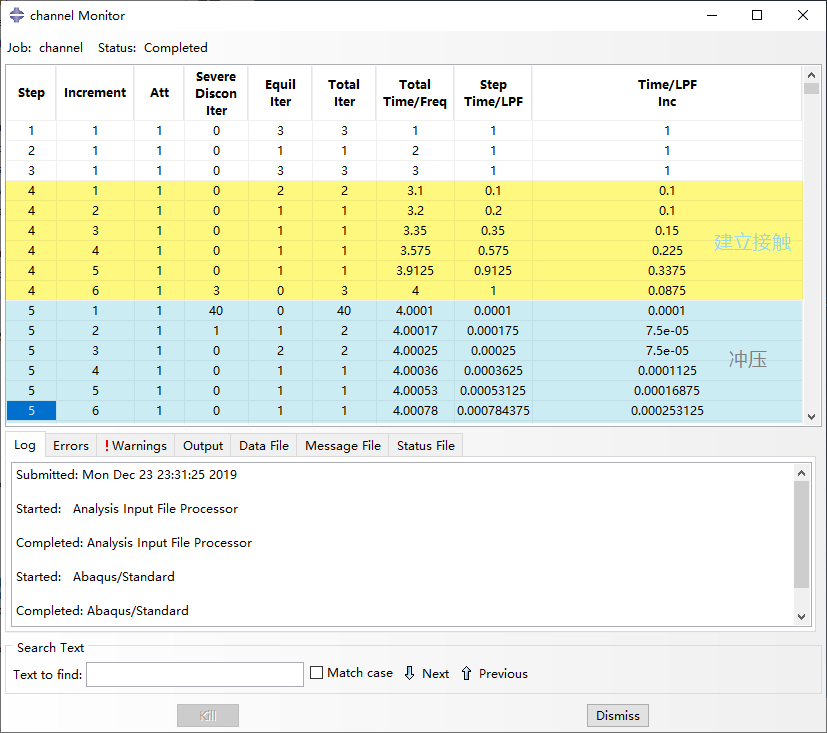 channel Monitor
Job: channel Status: Completed
Step Increment Att Severe Discon Iter Equil Iter Total Iter Total Time/Freq Step Time/LPF Time/LPF Inc
1 1 1 0 3 3 1 1 1
2 1 1 0 1 1 2 1 1
3 1 1 0 3 3 3 1 1
4 1 1 0 2 2 3.1 0.1 0.1
4 2 1 0 1 1 3.2 0.2 0.1
4 3 1 0 1 1 3.35 0.35 0.15
建立接触
4 4 1 0 1 1 3.575 0.575 0.225
4 5 1 0 1 1 3.9125 0.9125 0.3375
4 6 1 3 0 3 4 1 0.0875
5 1 1 40 0 40 4.0001 0.0001 0.0001
5 2 1 1 1 2 4.00017 0.000175 7.5e-05
5 3 1 0 2 2 4.00025 0.00025 7.5e-05
冲压
5 4 1 0 1 1 4.00036 0.0003625 0.0001125
5 5 1 0 1 1 4.00053 0.00053125 0.00016875
5 6 1 0 1 1 4.00078 0.000784375 0.000253125
Log Errors ! Warnings Output Data File Message File Status File
Submitted: Mon Dec 23 23:31:25 2019
Started: Analysis Input File Processor
Completed: Analysis Input File Processor
Started: Abaqus/Standard
Completed: Abaqus/Standard
Search Text
Text to find: Match case Next Previous
Kill Dismiss